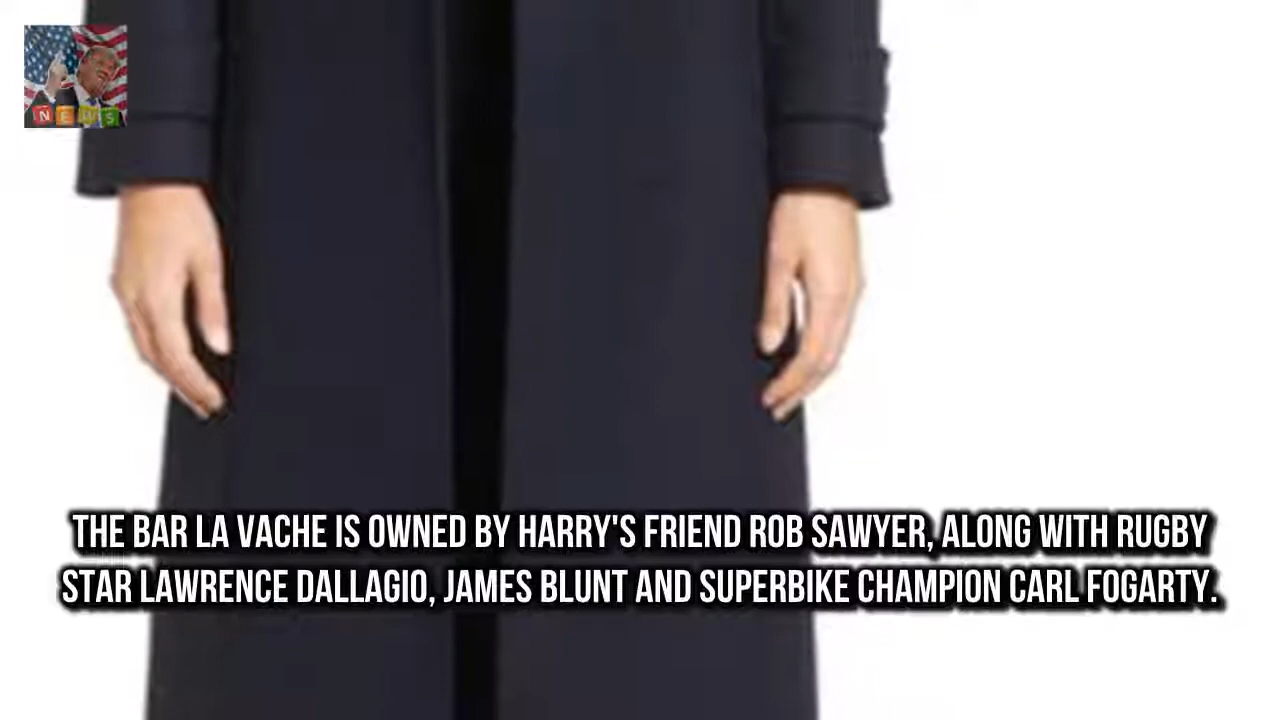 NEWS
THE BAR LA VACHE IS OWNED BY HARRY'S FRIEND ROB SAWYER, ALONG WITH RUGBY
STAR LAWRENCE DALLAGIO, JAMES BLUNT AND SUPERBIKE CHAMPION CARL FOGARTY.